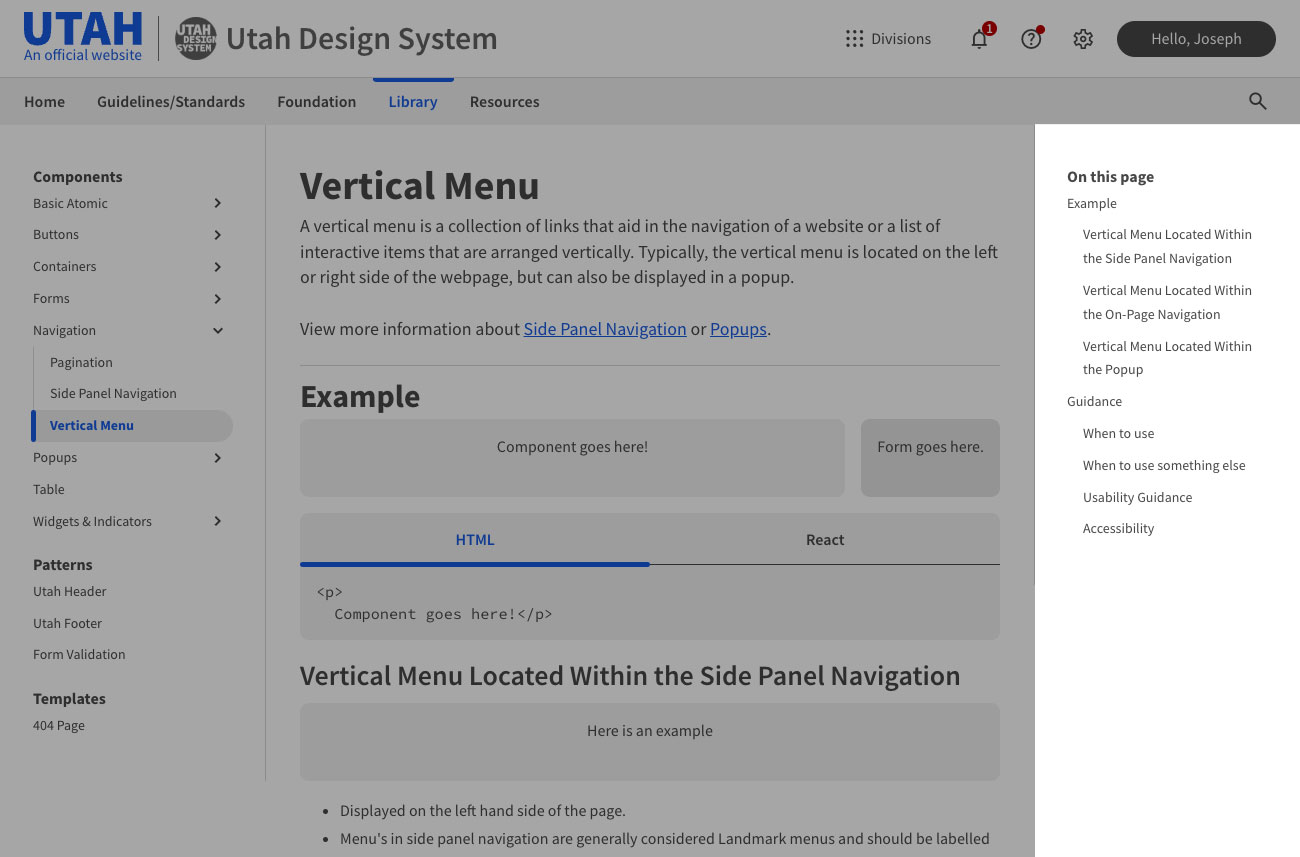 UTAH
An official website
UTAH
DESIGN
SYSTEM
Utah Design System
Divisions
1
Hello, Joseph
Home
Guidelines/Standards
Foundation
Library
Resources
Components
Basic Atomic
Buttons
Containers
Forms
Navigation
Pagination
Side Panel Navigation
Vertical Menu
Popups
Table
Widgets & Indicators
Patterns
Utah Header
Utah Footer
Form Validation
Templates
404 Page
Vertical Menu
A vertical menu is a collection of links that aid in the navigation of a website or a list of
interactive items that are arranged vertically. Typically, the vertical menu is located on the left
or right side of the webpage, but can also be displayed in a popup.
View more information about Side Panel Navigation or Popups.
Example
Component goes here!
Form goes here.
HTML
React
<p>
Component goes here!</p>
Vertical Menu Located Within the Side Panel Navigation
Here is an example
• Displayed on the left hand side of the page.
• Menu's in side panel navigation are generally considered Landmark menus and should be labelled
On this page
Example
Vertical Menu Located Within
the Side Panel Navigation
Vertical Menu Located Within
the On-Page Navigation
Vertical Menu Located Within
the Popup
Guidance
When to use
When to use something else
Usability Guidance
Accessibility